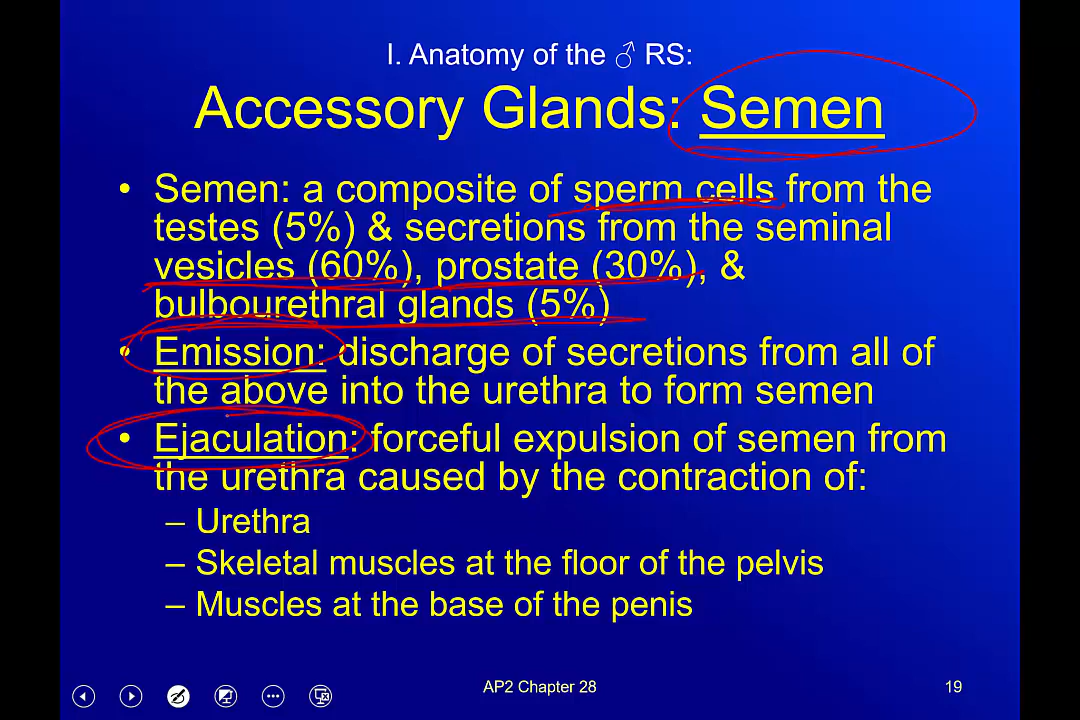 I. Anatomy of the ♂ RS:
Accessory Glands: Semen
• Semen: a composite of sperm cells from the
testes (5%) & secretions from the seminal
vesicles (60%), prostate (30%), &
bulbourethral glands (5%)
• Emission: discharge of secretions from all of
the above into the urethra to form semen
• Ejaculation: forceful expulsion of semen from
the urethra caused by the contraction of:
– Urethra
– Skeletal muscles at the floor of the pelvis
– Muscles at the base of the penis
AP2 Chapter 28
19